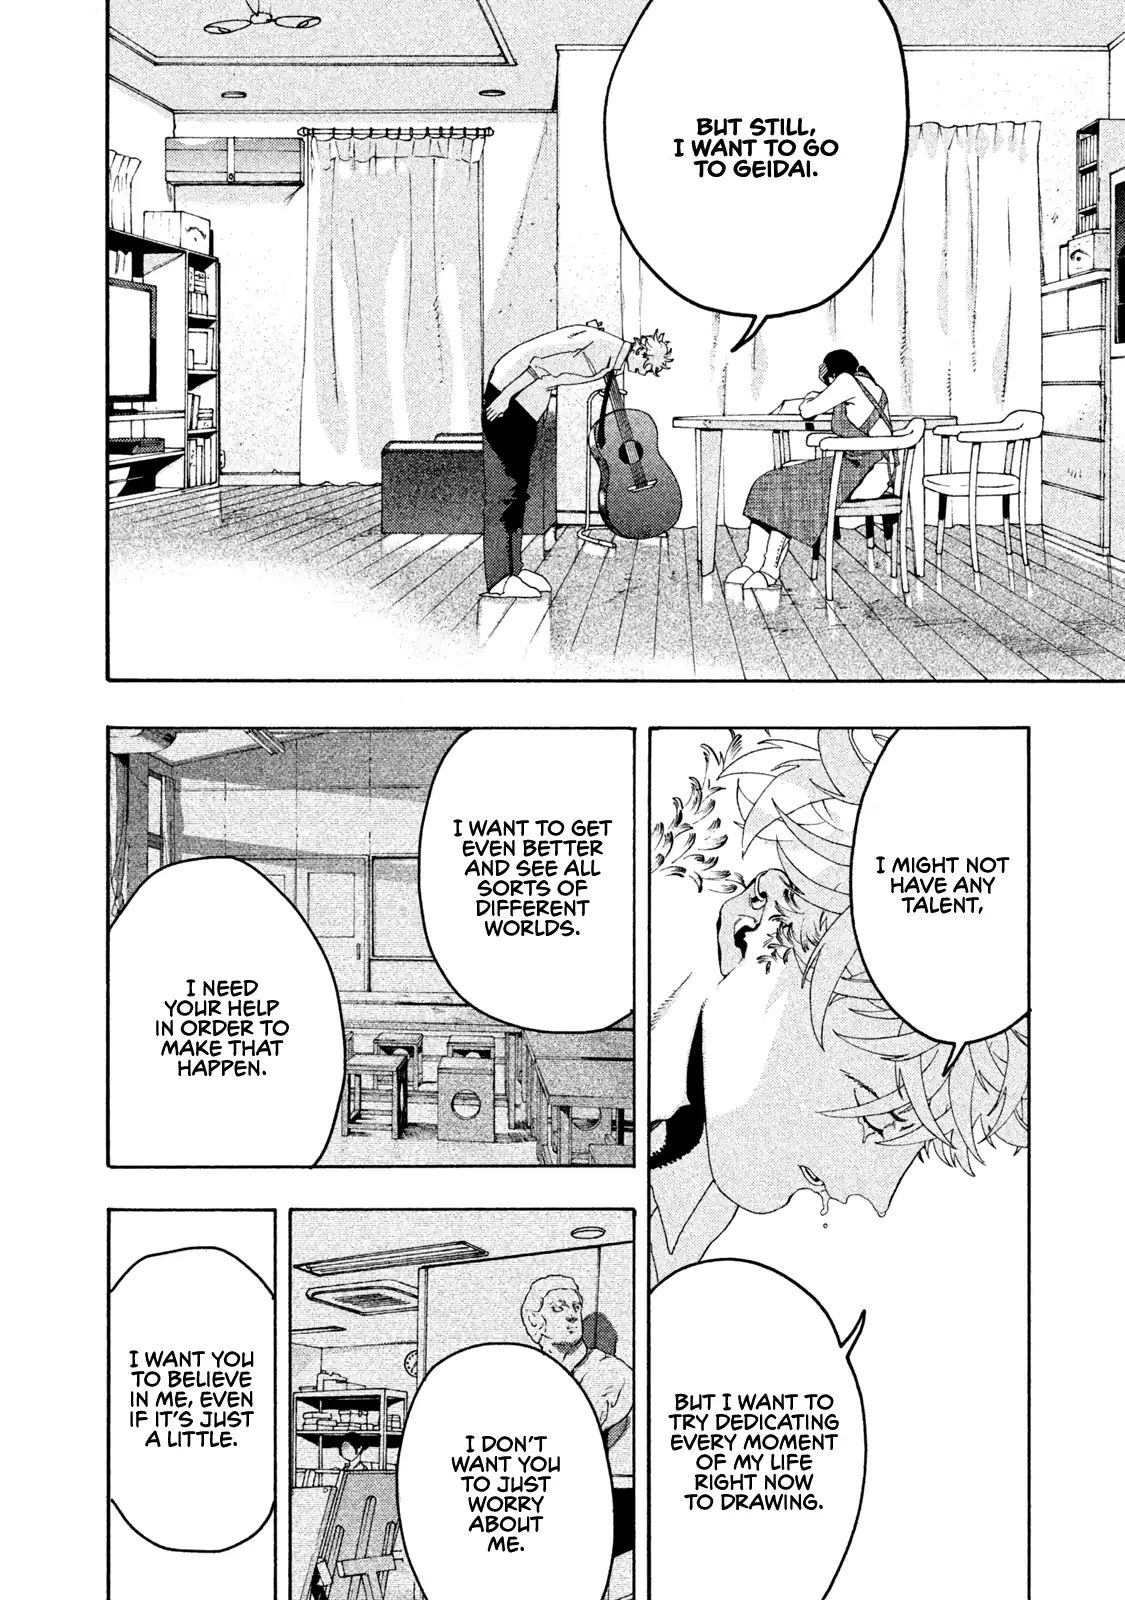 BUT STILL,
I WANT TO GO
TO GEIDAI.
I MIGHT NOT
HAVE ANY
TALENT,
BUT I WANT TO
TRY DEDICATING
EVERY MOMENT
OF MY LIFE
RIGHT NOW
TO DRAWING.
I WANT TO GET
EVEN BETTER
AND SEE ALL
SORTS OF
DIFFERENT
WORLDS.
I NEED
YOUR HELP
IN ORDER TO
MAKE THAT
HAPPEN.
I DON'T
WANT YOU
TO JUST
WORRY
ABOUT
ME.
I WANT YOU
TO BELIEVE
IN ME, EVEN
IF IT'S JUST
A LITTLE.